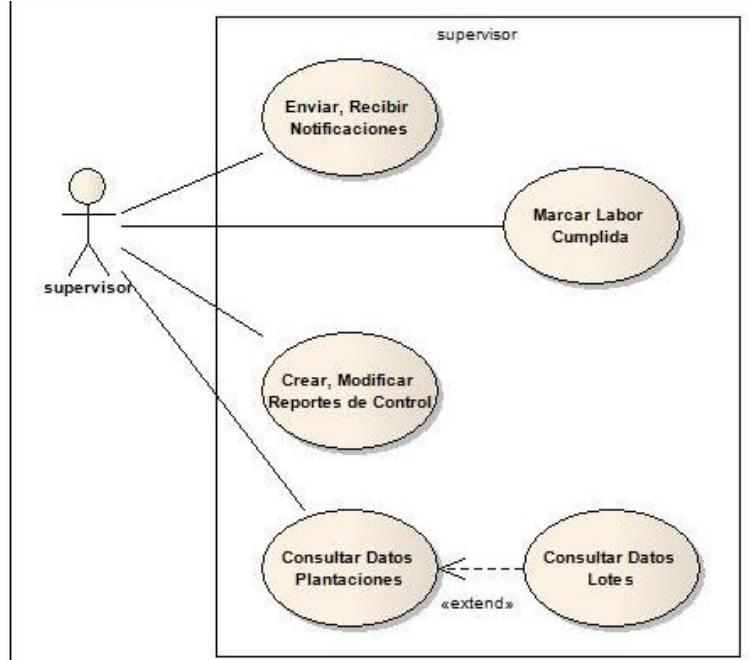 supervisor
Enviar, Recibir
Notificaciones
Marcar Labor
Cumplida
supervisor
Crear, Modificar
Reportes de Control
Consultar Datos
Plantaciones
«extend»
Consultar Datos
Lotes